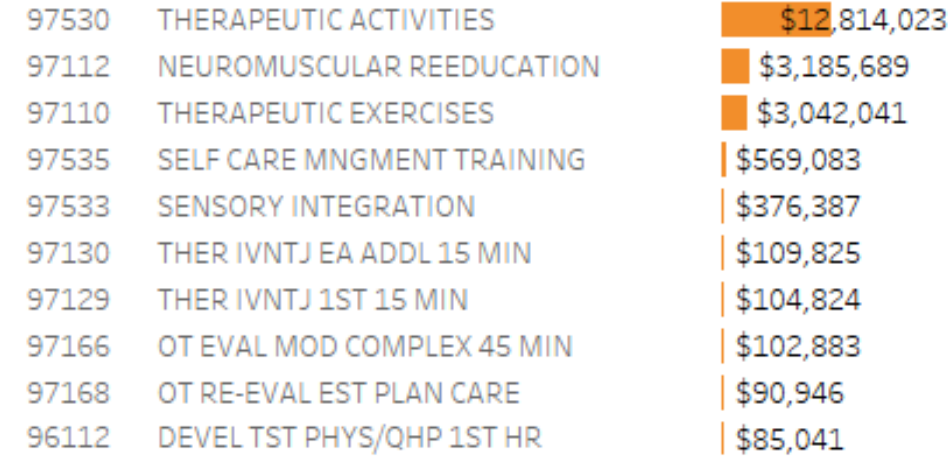 97530 THERAPEUTIC ACTIVITIES $12,814,023
97112 NEUROMUSCULAR REEDUCATION $3,185,689
97110 THERAPEUTIC EXERCISES $3,042,041
97535 SELF CARE MNGMENT TRAINING $569,083
97533 SENSORY INTEGRATION $376,387
97130 THER IVNTJ EA ADDL 15 MIN $109,825
97129 THER IVNTJ 1ST 15 MIN $104,824
97166 OT EVAL MOD COMPLEX 45 MIN $102,883
97168 OT RE-EVAL EST PLAN CARE $90,946
96112 DEVEL TST PHYS/QHP 1ST HR $85,041